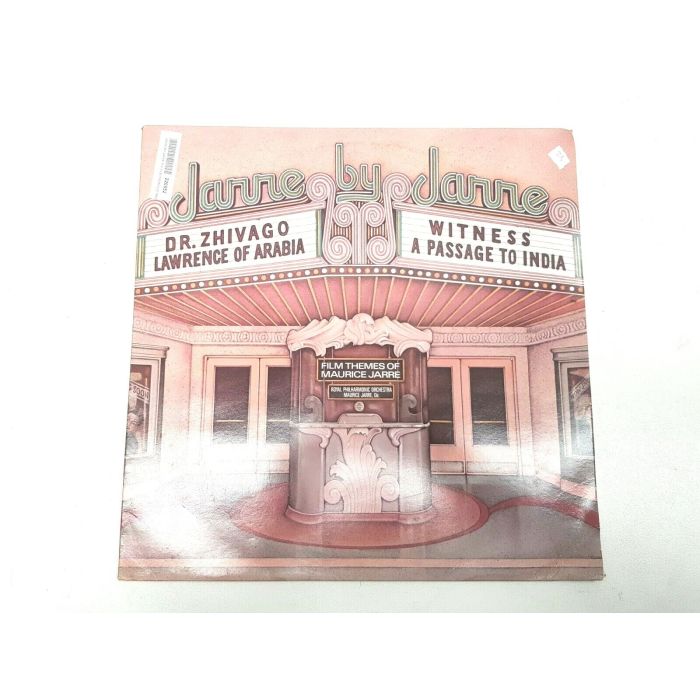 Jarre by Jarre
DR. ZHIVAGO
LAWRENCE OF ARABIA
WITNESS
A PASSAGE TO INDIA
FILM THEMES OF
MAURICE JARRE
ROYAL PHILHARMONIC ORCHESTRA
MAURICE JARRE, Dir.